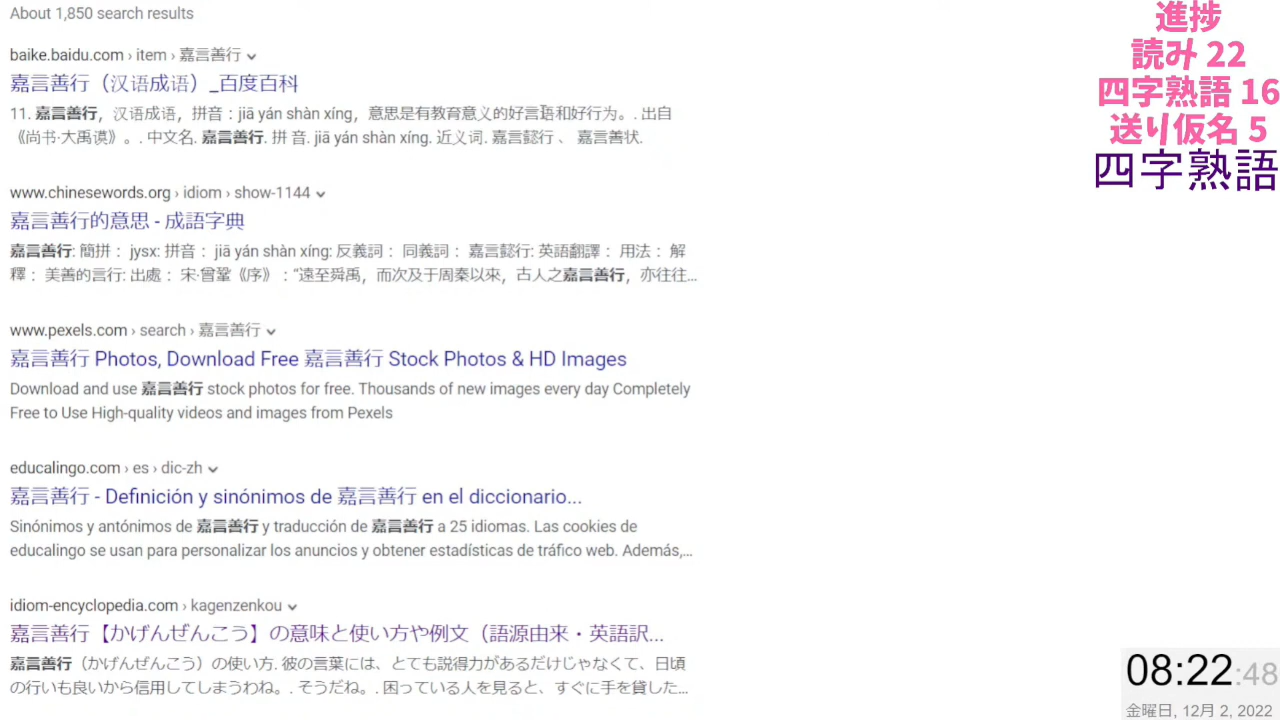 About 1,850 search results
baike.baidu.com › item › 嘉言善行
嘉言善行（汉语成语）_百度百科
11. 嘉言善行，汉语成语，拼音：jiā yán shàn xíng，意思是有教育意义的好言语和好行为。. 出自
《尚书·大禹谟》。. 中文名. 嘉言善行. 拼 音. jiā yán shàn xíng. 近义词. 嘉言懿行 、 嘉言善状.
www.chinesewords.org › idiom › show-1144
嘉言善行的意思 - 成語字典
嘉言善行: 簡拼： jysx: 拼音： jiā yán shàn xíng: 反義詞： 同義詞： 嘉言懿行: 英語翻譯： 用法： 解
釋： 美善的言行: 出處： 宋·曾鞏《序》：“遠至舜禹，而次及于周秦以來，古人之嘉言善行，亦往往...
www.pexels.com › search › 嘉言善行
嘉言善行 Photos, Download Free 嘉言善行 Stock Photos & HD Images
Download and use 嘉言善行 stock photos for free. Thousands of new images every day Completely
Free to Use High-quality videos and images from Pexels
educalingo.com › es › dic-zh
嘉言善行 - Definición y sinónimos de 嘉言善行 en el diccionario...
Sinónimos y antónimos de 嘉言善行 y traducción de 嘉言善行 a 25 idiomas. Las cookies de
educalingo se usan para personalizar los anuncios y obtener estadísticas de tráfico web. Además,...
idiom-encyclopedia.com › kagenzenkou
嘉言善行【かげんぜんこう】の意味と使い方や例文（語源由来・英語訳...
嘉言善行（かげんぜんこう）の使い方. 彼の言葉には、とても説得力があるだけじゃなくて、日頃
の行いも良いから信用してしまうわね。. そうだね。. 困っている人を見ると、すぐに手を貸した...
進捗
読み 22
四字熟語 16
送り仮名 5
四字熟語
08:22:48
金曜日, 12月 2, 2022